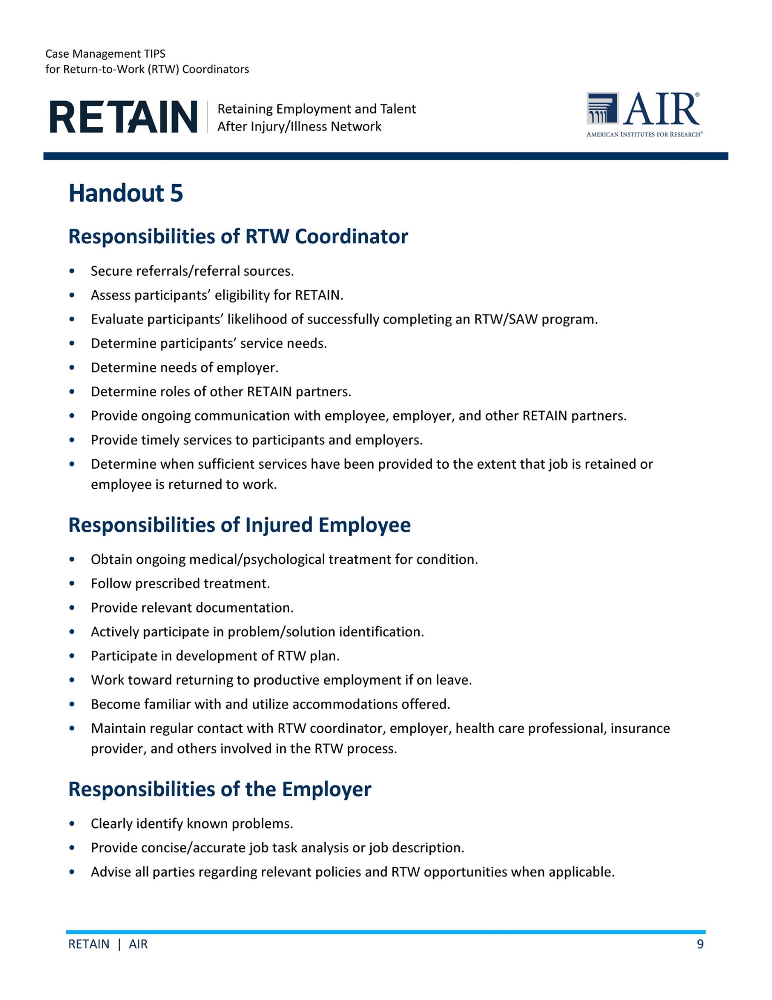 Case Management TIPS
for Return-to-Work (RTW) Coordinators
RETAIN
Retaining Employment and Talent
After Injury/Illness Network
AIR®
AMERICAN INSTITUTES FOR RESEARCH®
Handout 5
Responsibilities of RTW Coordinator
• Secure referrals/referral sources.
• Assess participants’ eligibility for RETAIN.
• Evaluate participants’ likelihood of successfully completing an RTW/SAW program.
• Determine participants’ service needs.
• Determine needs of employer.
• Determine roles of other RETAIN partners.
• Provide ongoing communication with employee, employer, and other RETAIN partners.
• Provide timely services to participants and employers.
• Determine when sufficient services have been provided to the extent that job is retained or
employee is returned to work.
Responsibilities of Injured Employee
• Obtain ongoing medical/psychological treatment for condition.
• Follow prescribed treatment.
• Provide relevant documentation.
• Actively participate in problem/solution identification.
• Participate in development of RTW plan.
• Work toward returning to productive employment if on leave.
• Become familiar with and utilize accommodations offered.
• Maintain regular contact with RTW coordinator, employer, health care professional, insurance
provider, and others involved in the RTW process.
Responsibilities of the Employer
• Clearly identify known problems.
• Provide concise/accurate job task analysis or job description.
• Advise all parties regarding relevant policies and RTW opportunities when applicable.
RETAIN | AIR
9